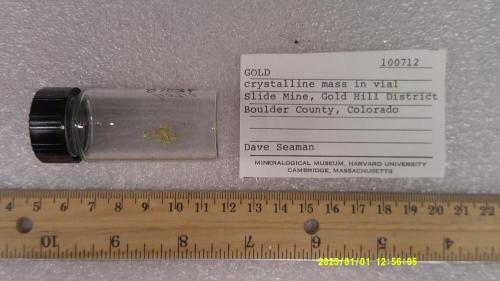 100712
GOLD
crystalline mass in vial
Slide Mine, Gold Hill District
Boulder County, Colorado
Dave Seaman
MINERALOGICAL MUSEUM, HARVARD UNIVERSITY
CAMBRIDGE, MASSACHUSETTS
4 5 6 7 8 9 10 11 12 13 14 15 16 17 18 19 20 21 22
10 9 8 7 6 5 4
2023/01/01 12:56:05